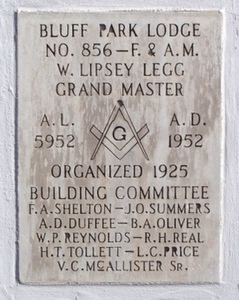 BLUFF PARK LODGE
NO. 856 – F. & A.M.
W. LIPSEY LEGG
GRAND MASTER
A.L. G A.D.
5952 1952
ORGANIZED 1925
BUILDING COMMITTEE
F.A. SHELTON – J.O. SUMMERS
A.D. DUFFEE – B.A. OLIVER
W.P. REYNOLDS – R.H. REAL
H.T. TOLLETT – L.C. PRICE
V.C. McALLISTER SR.